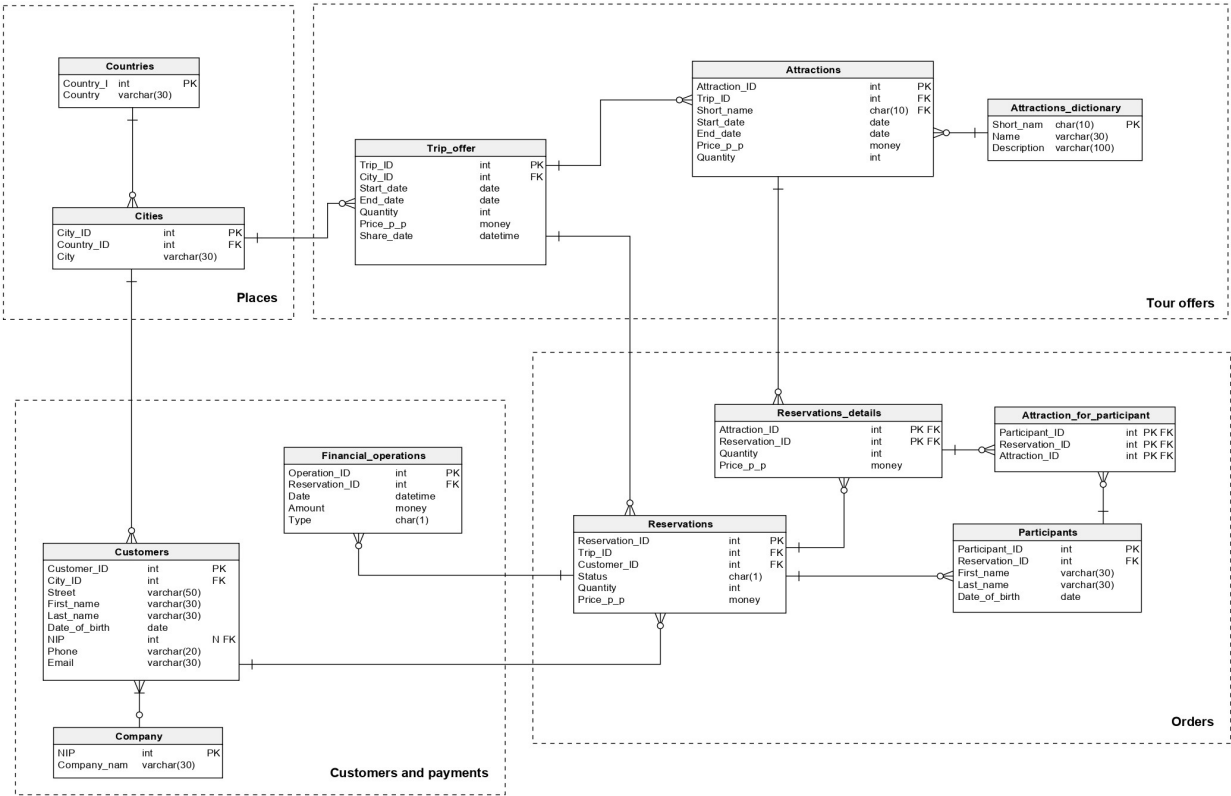 Countries
Country_I int PK
Country varchar(30)
Cities
City_ID int PK
Country_ID int FK
City varchar(30)
Places
Trip_offer
Trip_ID int PK
City_ID int FK
Start_date date
End_date date
Quantity int
Price_p_p money
Share_date datetime
Attractions
Attraction_ID int PK
Trip_ID int FK
Short_name char(10) FK
Start_date date
End_date date
Price_p_p money
Quantity int
Attractions_dictionary
Short_nam char(10) PK
Name varchar(30)
Description varchar(100)
Tour offers
Customers
Customer_ID int PK
City_ID int FK
Street varchar(50)
First_name varchar(30)
Last_name varchar(30)
Date_of_birth date
NIP int N FK
Phone varchar(20)
Email varchar(30)
Company
NIP int PK
Company_nam varchar(30)
Financial_operations
Operation_ID int PK
Reservation_ID int FK
Date datetime
Amount money
Type char(1)
Customers and payments
Reservations_details
Attraction_ID int PK FK
Reservation_ID int PK FK
Quantity int
Price_p_p money
Attraction_for_participant
Participant_ID int PK FK
Reservation_ID int PK FK
Attraction_ID int PK FK
Reservations
Reservation_ID int PK
Trip_ID int FK
Customer_ID int FK
Status char(1)
Quantity int
Price_p_p money
Participants
Participant_ID int PK
Reservation_ID int FK
First_name varchar(30)
Last_name varchar(30)
Date_of_birth date
Orders